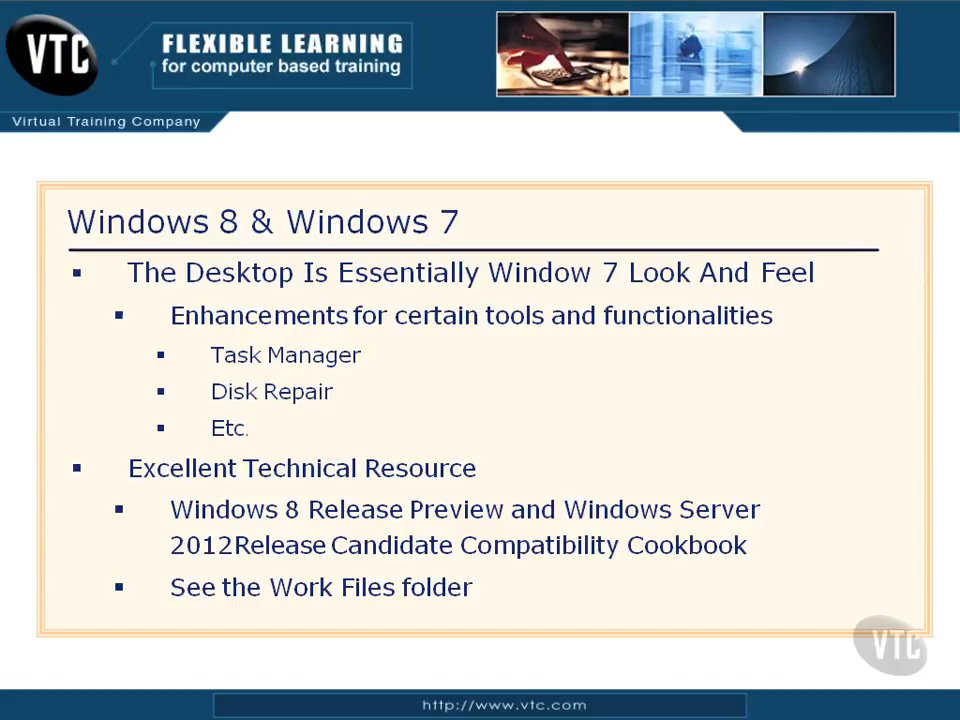 VTC
FLEXIBLE LEARNING
for computer based training
Virtual Training Company
Windows 8 & Windows 7
▪ The Desktop Is Essentially Window 7 Look And Feel
▪ Enhancements for certain tools and functionalities
▪ Task Manager
▪ Disk Repair
▪ Etc.
▪ Excellent Technical Resource
▪ Windows 8 Release Preview and Windows Server
2012Release Candidate Compatibility Cookbook
▪ See the Work Files folder
VTC
http://www.vtc.com